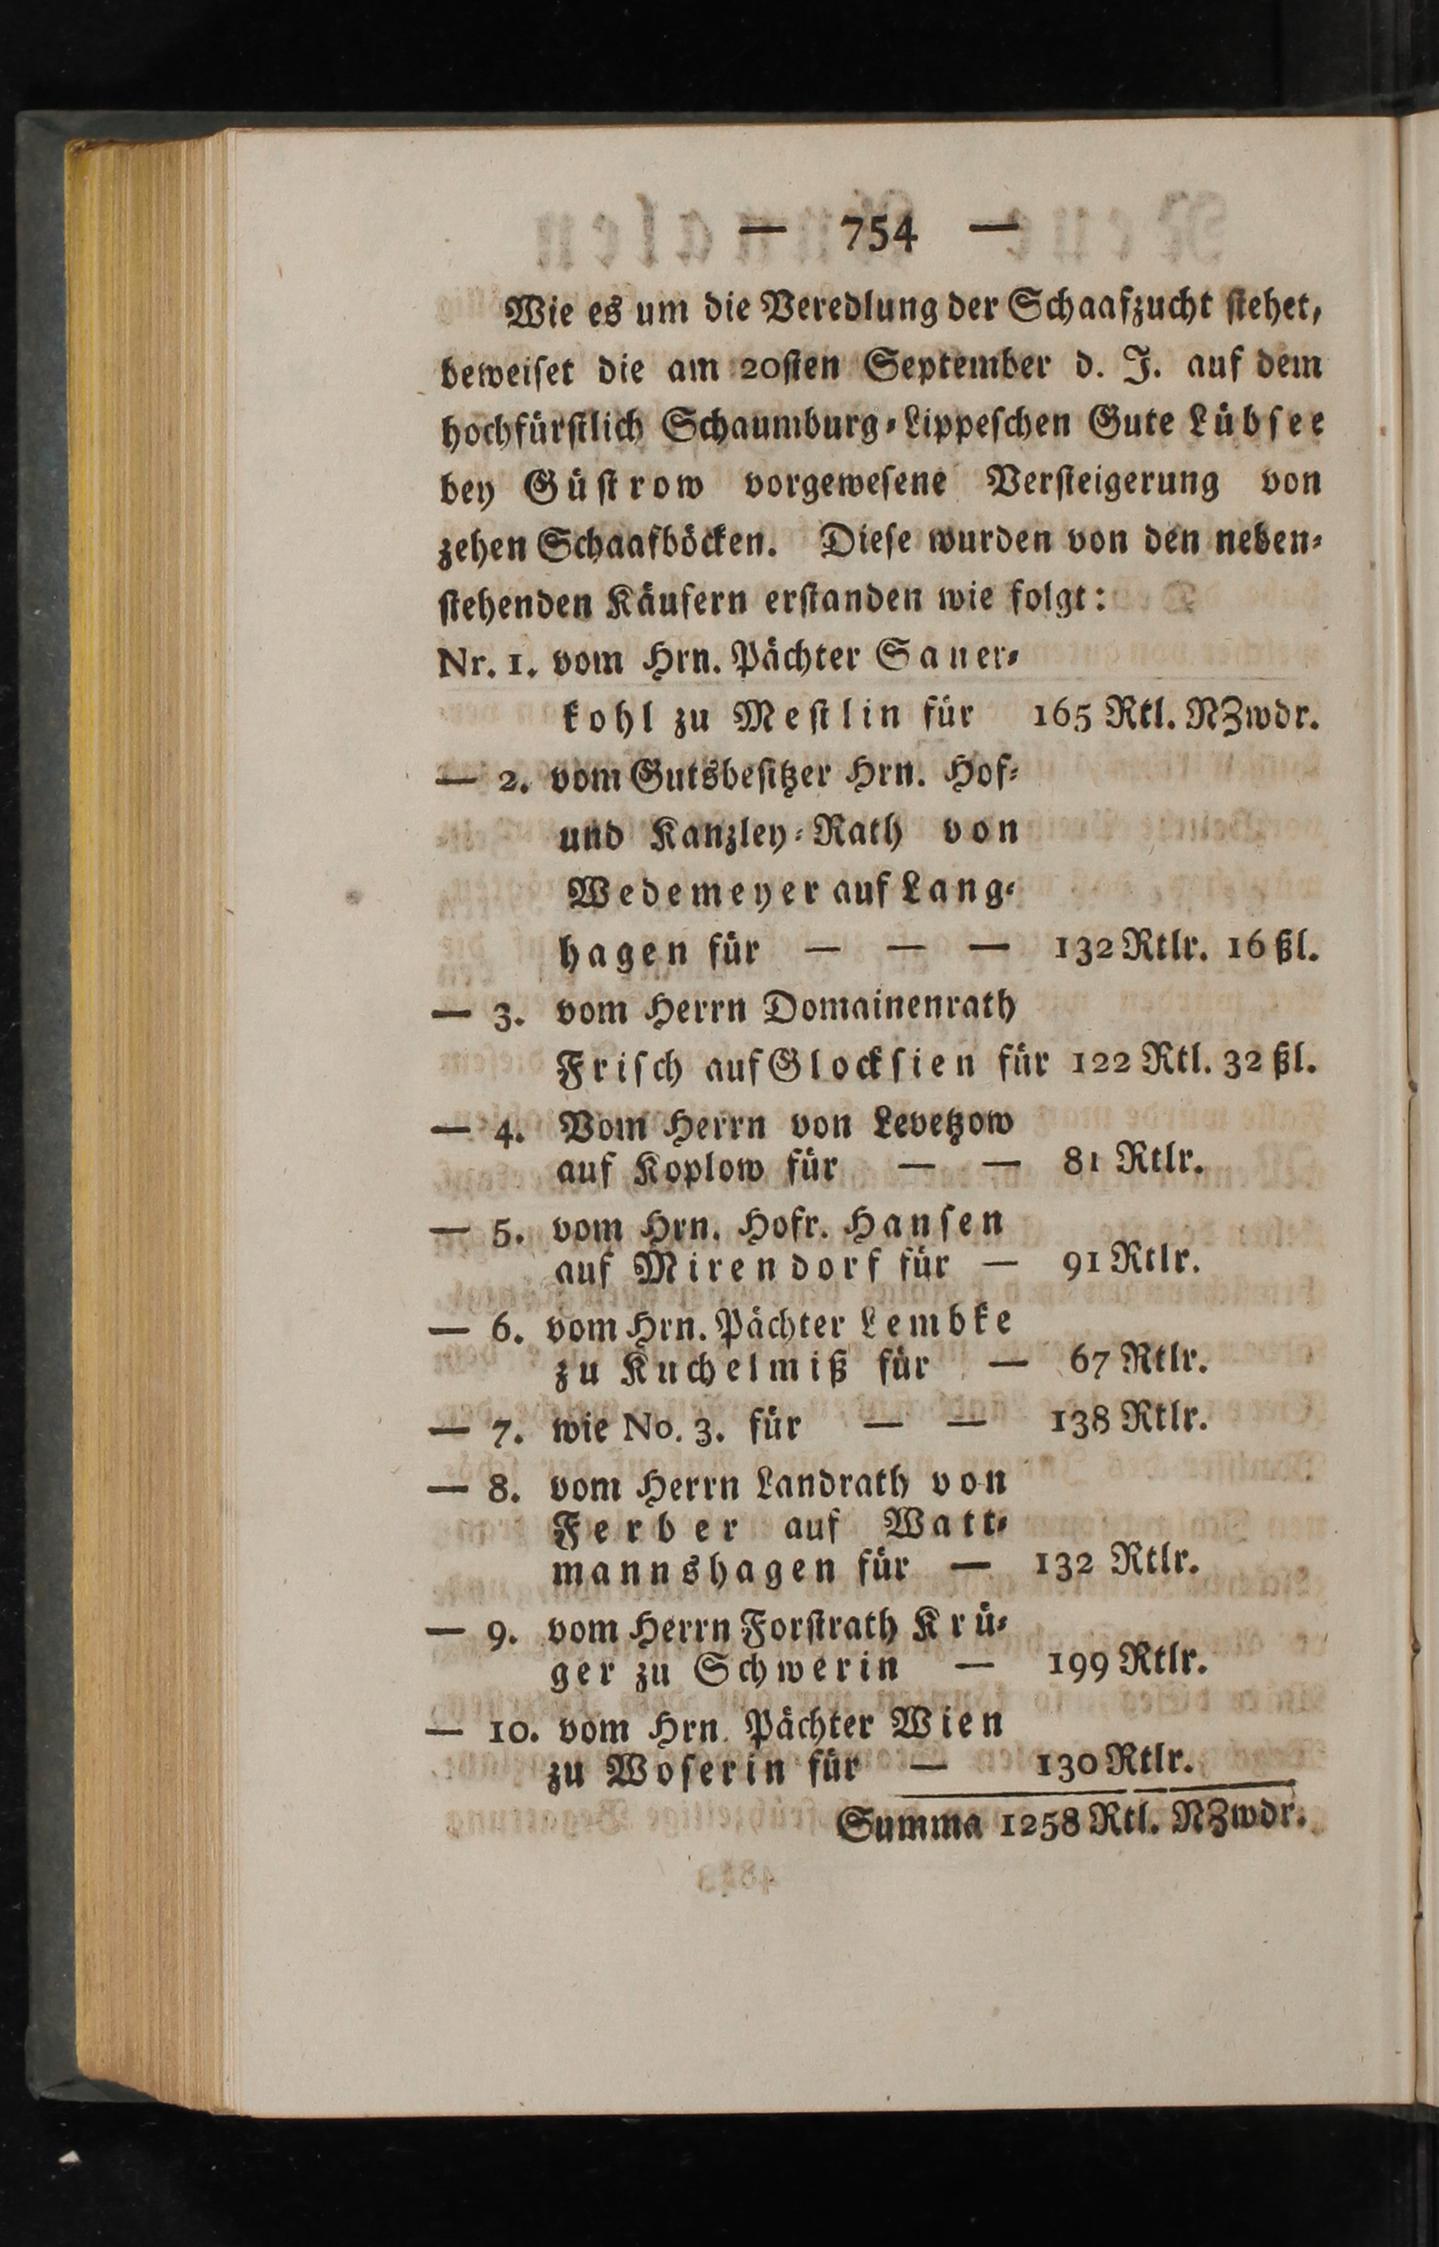 — 754 —
Wie es um die Veredlung der Schaafzucht stehet,
beweiset die am 20sten September d. J. auf dem
hochfürstlich Schaumburg-Lippeschen Gute Lübsee
bey Güstrow vorgewesene Versteigerung von
zehen Schaafböcken. Diese wurden von den neben-
stehenden Käufern erstanden wie folgt:
Nr. 1. vom Hrn. Pächter Sauer-
kohl zu Mestlin für 165 Rtl. NZwdr.
— 2. vom Gutsbesitzer Hrn. Hof-
und Kanzley-Rath von
Wedemeyer auf Lang-
hagen für — — — 132 Rtlr. 16 ßl.
— 3. vom Herrn Domainenrath
Frisch auf Glocksien für 122 Rtl. 32 ßl.
— 4. Vom Herrn von Levetzow
auf Koplow für — — 81 Rtlr.
— 5. vom Hrn. Hofr. Hansen
auf Mirendorf für — 91 Rtlr.
— 6. vom Hrn. Pächter Lembke
zu Kuchelmiß für — 67 Rtlr.
— 7. wie No. 3. für — — 138 Rtlr.
— 8. vom Herrn Landrath von
Ferber auf Watt-
mannshagen für — 132 Rtlr.
— 9. vom Herrn Forstrath Krü-
ger zu Schwerin — 199 Rtlr.
— 10. vom Hrn. Pächter Wien
zu Woserin für — 130 Rtlr.
Summa 1258 Rtl. NZwdr.